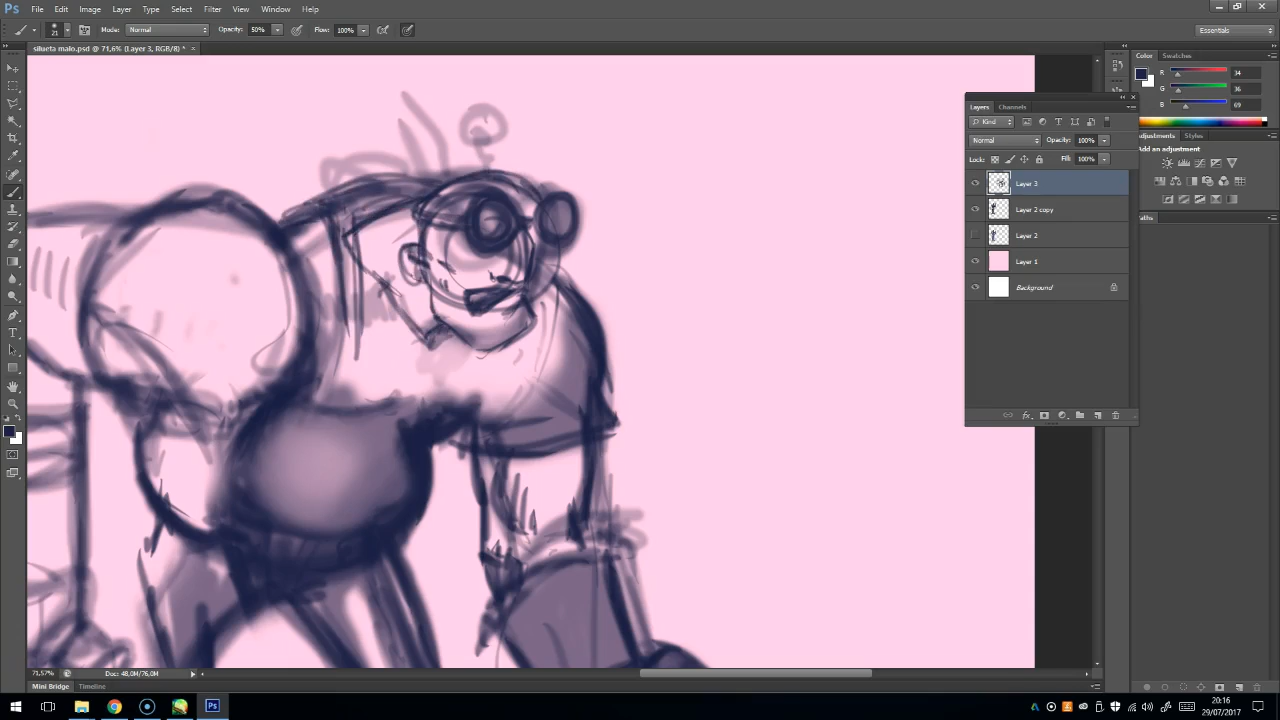 Ps File Edit Image Layer Type Select Filter View Window Help
21 Mode: Normal Opacity: 50% Flow: 100% Essentials
silueta malo.psd @ 71,6% (Layer 3, RGB/8) *
Color Swatches
R 34
G 36
B 69
Layers Channels
Adjustments Styles
Kind
Add an adjustment
Normal Opacity: 100%
Lock: Fill: 100%
Layer 3
Layer 2 copy
Paths
Layer 2
Layer 1
Background
fx
71,57% Doc: 48,0M/76,0M
Mini Bridge Timeline
20:16
29/07/2017